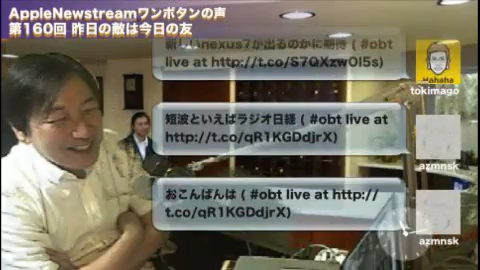 AppleNewstreamワンボタンの声
第160回 昨日の敵は今日の友
新しいnexus7が出るのかに期待 ( #obt
live at http://t.co/S7QXzwOI5s)
Hahaha
tokimago
短波といえばラジオ日経 ( #obt live at
http://t.co/qR1KGDdjrX)
azmnsk
おこんばんは ( #obt live at http://
t.co/qR1KGDdjrX)
azmnsk